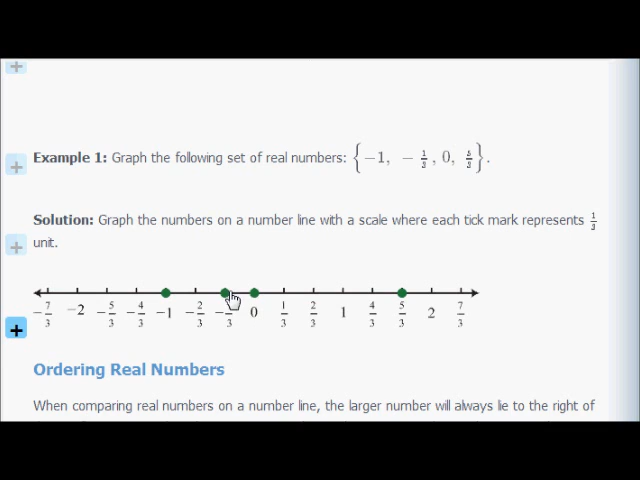 Example 1: Graph the following set of real numbers: {−1, −1/3, 0, 5/3}.
Solution: Graph the numbers on a number line with a scale where each tick mark represents 1/3
unit.
−7/3 −2 −5/3 −4/3 −1 −2/3 −1/3 0 1/3 2/3 1 4/3 5/3 2 7/3
Ordering Real Numbers
When comparing real numbers on a number line, the larger number will always lie to the right of